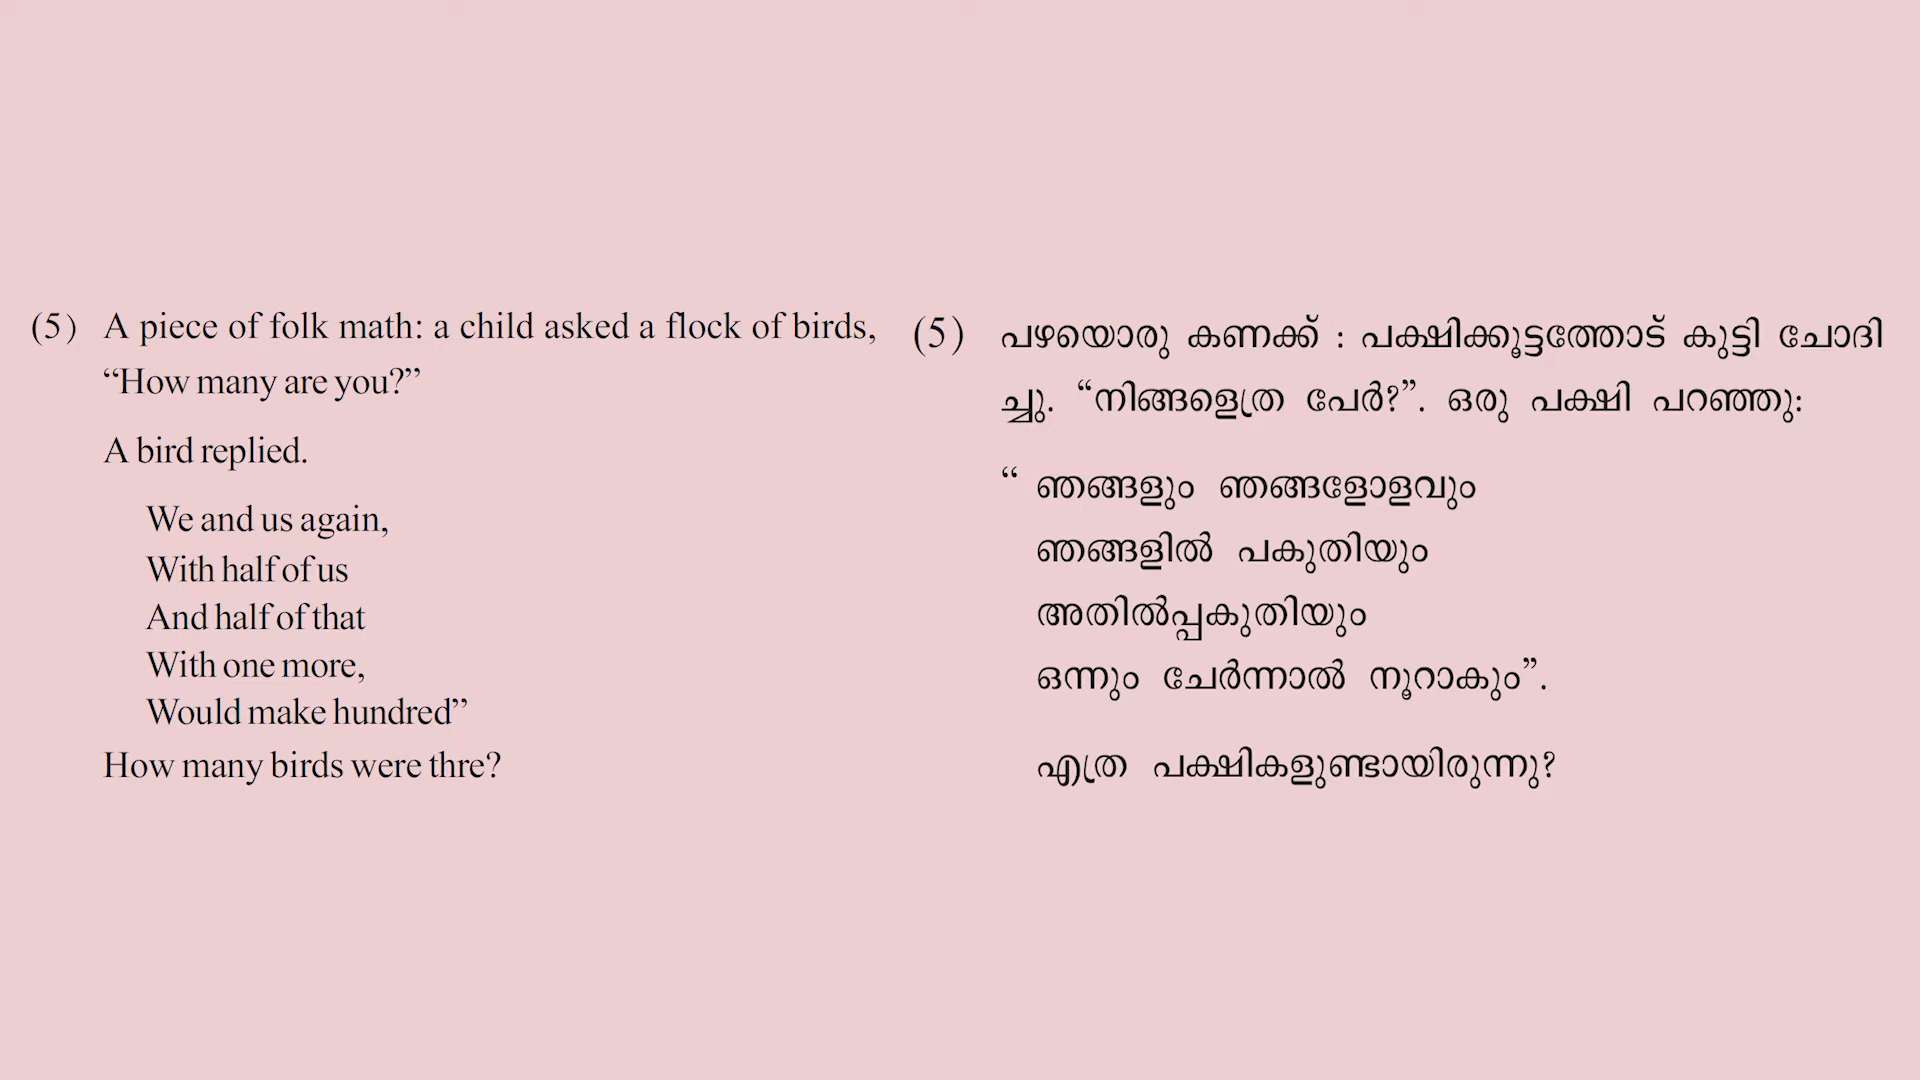 (5) A piece of folk math: a child asked a flock of birds,
“How many are you?”
A bird replied.
We and us again,
With half of us
And half of that
With one more,
Would make hundred”
How many birds were thre?
(5) പഴയൊരു കണക്ക് : പക്ഷിക്കൂട്ടത്തോട് കുട്ടി ചോദി
ച്ചു. “നിങ്ങളെത്ര പേർ?”. ഒരു പക്ഷി പറഞ്ഞു:
“ ഞങ്ങളും ഞങ്ങളോളവും
ഞങ്ങളിൽ പകുതിയും
അതിൽപ്പകുതിയും
ഒന്നും ചേർന്നാൽ നൂറാകും”.
എത്ര പക്ഷികളുണ്ടായിരുന്നു?